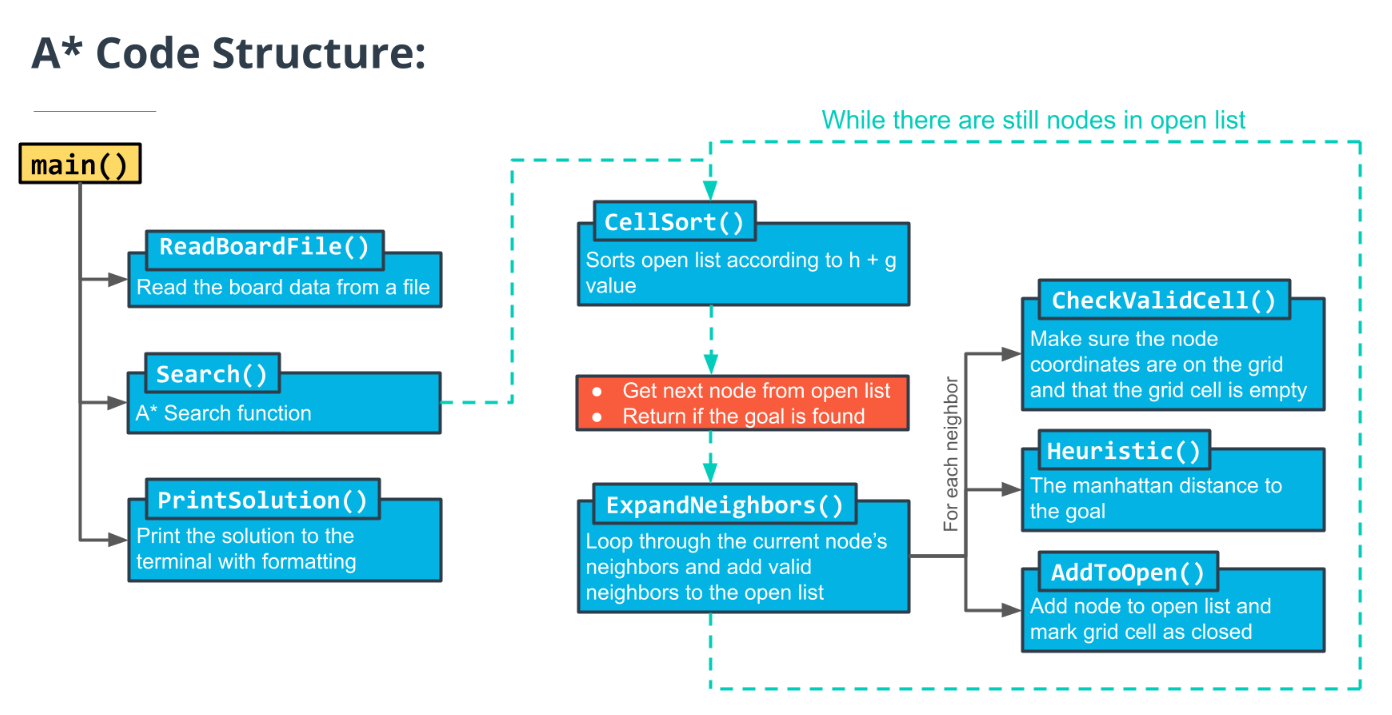 A* Code Structure:
While there are still nodes in open list
main()
ReadBoardFile()
Read the board data from a file
Search()
A* Search function
PrintSolution()
Print the solution to the
terminal with formatting
CellSort()
Sorts open list according to h + g
value
● Get next node from open list
● Return if the goal is found
ExpandNeighbors()
Loop through the current node’s
neighbors and add valid
neighbors to the open list
For each neighbor
CheckValidCell()
Make sure the node
coordinates are on the grid
and that the grid cell is empty
Heuristic()
The manhattan distance to
the goal
AddToOpen()
Add node to open list and
mark grid cell as closed